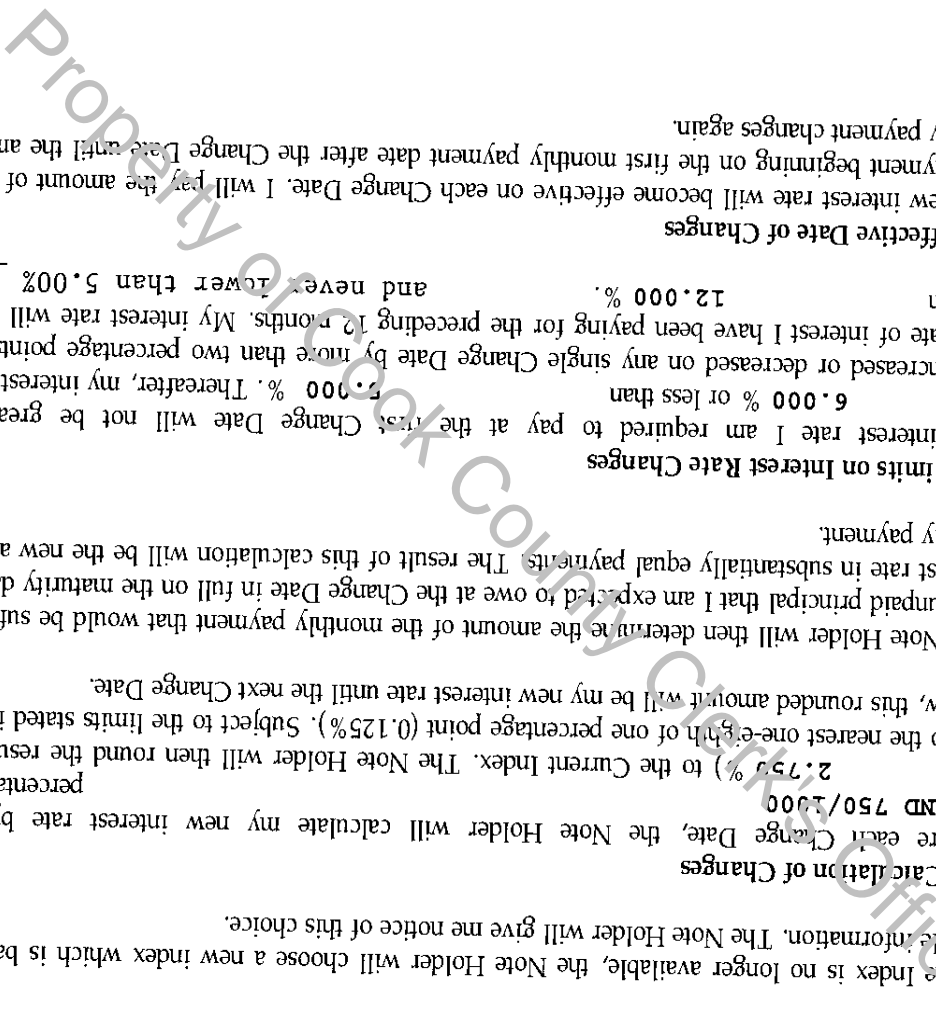 e Index is no longer available, the Note Holder will choose a new index which is ba
le information. The Note Holder will give me notice of this choice.
Calculation of Changes
re each Change Date, the Note Holder will calculate my new interest rate b
ND 750/1000 percenta
2.750 %) to the Current Index. The Note Holder will then round the resu
o the nearest one-eighth of one percentage point (0.125%). Subject to the limits stated i
w, this rounded amount will be my new interest rate until the next Change Date.
Note Holder will then determine the amount of the monthly payment that would be suf
unpaid principal that I am expected to owe at the Change Date in full on the maturity d
st rate in substantially equal payments. The result of this calculation will be the new a
ly payment.
imits on Interest Rate Changes
interest rate I am required to pay at the first Change Date will not be grea
6.000 % or less than 5.000 %. Thereafter, my interest
ncreased or decreased on any single Change Date by more than two percentage point
ate of interest I have been paying for the preceding 12 months. My interest rate will
n 12.000 %. and never lower than 5.00%
ffective Date of Changes
ew interest rate will become effective on each Change Date. I will pay the amount of
yment beginning on the first monthly payment date after the Change Date until the am
y payment changes again.
Property of Cook County Clerk's Offic